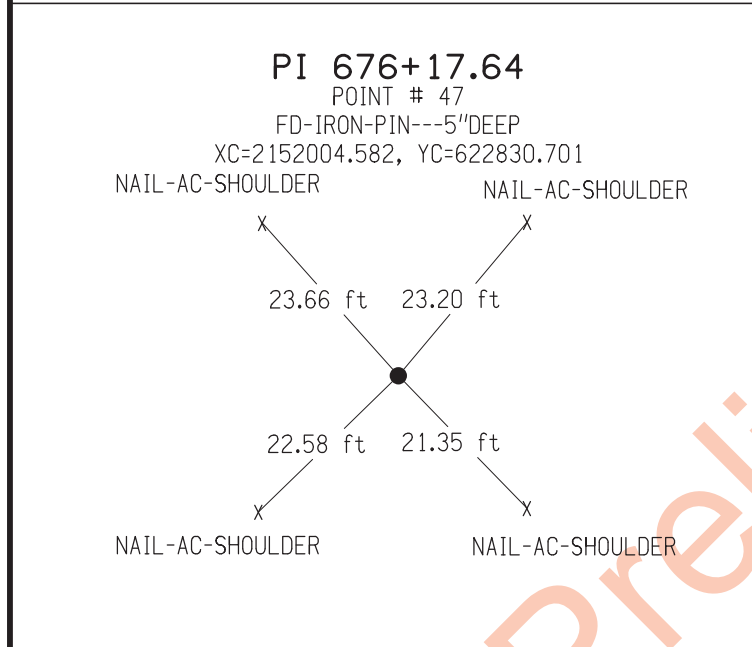 PI 676+17.64
POINT # 47
FD-IRON-PIN---5"DEEP
XC=2152004.582, YC=622830.701
NAIL-AC-SHOULDER NAIL-AC-SHOULDER
X X
23.66 ft 23.20 ft
22.58 ft 21.35 ft
X X
NAIL-AC-SHOULDER NAIL-AC-SHOULDER
Preli